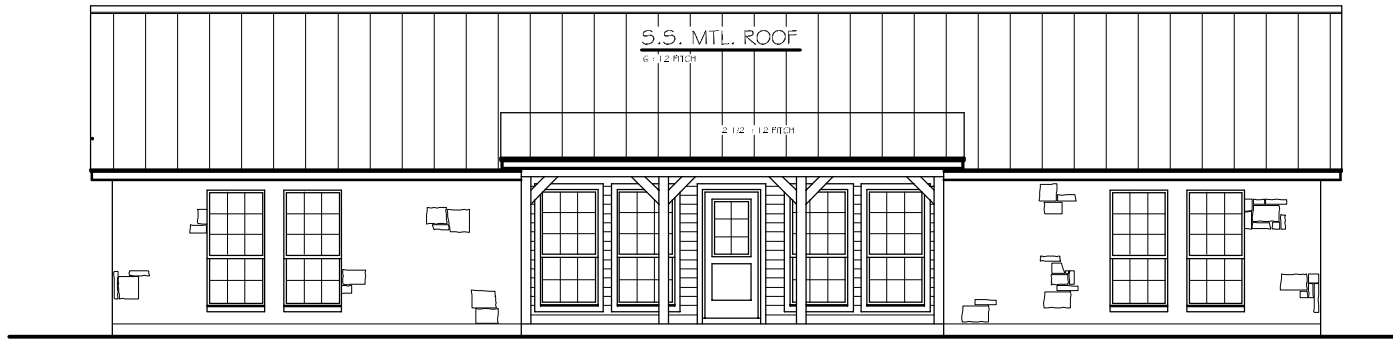 S.S. MTL. ROOF
6 : 12 PITCH
2 1/2 : 12 PITCH